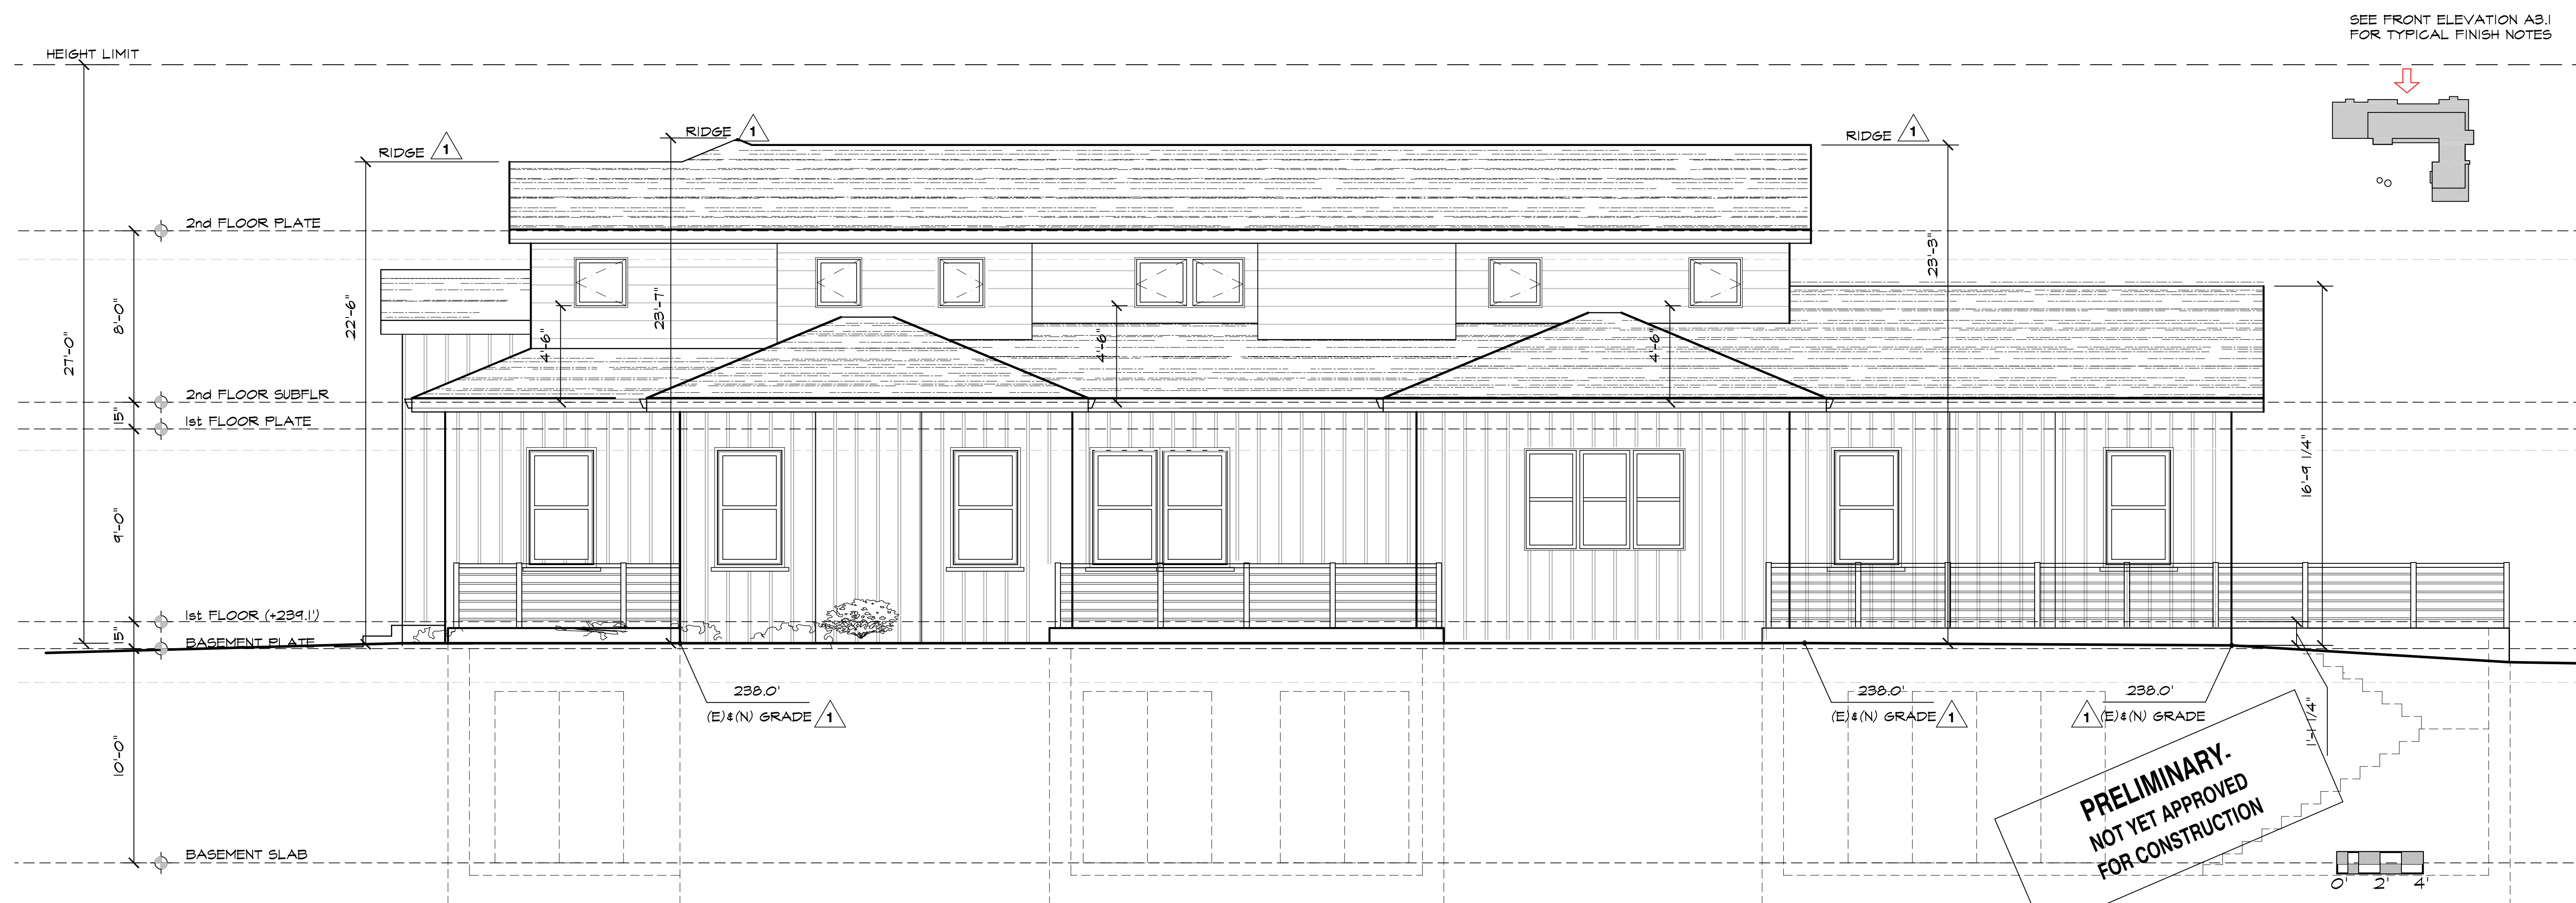 SEE FRONT ELEVATION A3.1
FOR TYPICAL FINISH NOTES
HEIGHT LIMIT
RIDGE 1
RIDGE 1
RIDGE 1
2nd FLOOR PLATE
2nd FLOOR SUBFLR
1st FLOOR PLATE
1st FLOOR (+239.1')
BASEMENT PLATE
BASEMENT SLAB
27'-0"
8'-0"
15"
9'-0"
15"
10'-0"
22'-6"
4'-6"
23'-7"
4'-6"
4'-6"
23'-3"
16'-9 1/4"
1'-1 1/4"
238.0'
(E)&(N) GRADE 1
238.0'
(E)&(N) GRADE 1
238.0'
1 (E)&(N) GRADE
PRELIMINARY-
NOT YET APPROVED
FOR CONSTRUCTION
0' 2' 4'